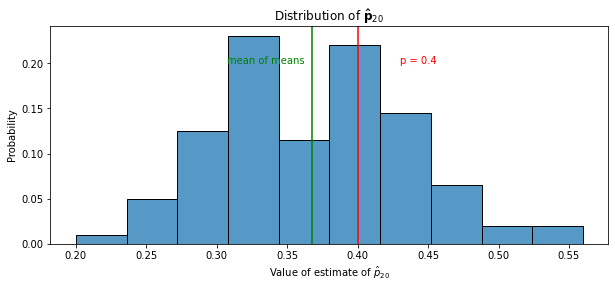 Distribution of p̂₂₀
mean of means
p = 0.4
Probability
0.20
0.15
0.10
0.05
0.00
0.20 0.25 0.30 0.35 0.40 0.45 0.50 0.55
Value of estimate of p̂₂₀